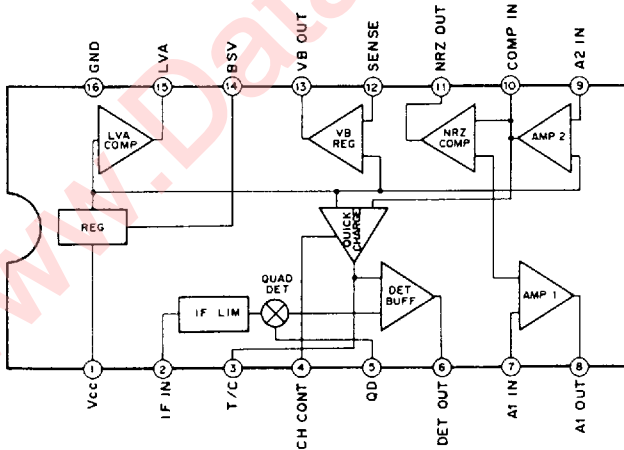 GND
LVA
BSV
VB OUT
SENSE
NRZ OUT
COMP IN
A2 IN
16
15
14
13
12
11
10
9
LVA
COMP
VB
REG
NRZ
COMP
AMP 2
REG
QUICK
CHARGE
QUAD
DET
IF LIM
DET
BUFF
AMP 1
1
2
3
4
5
6
7
8
Vcc
IF IN
T/C
CH CONT
QD
DET OUT
A1 IN
A1 OUT
www.Data